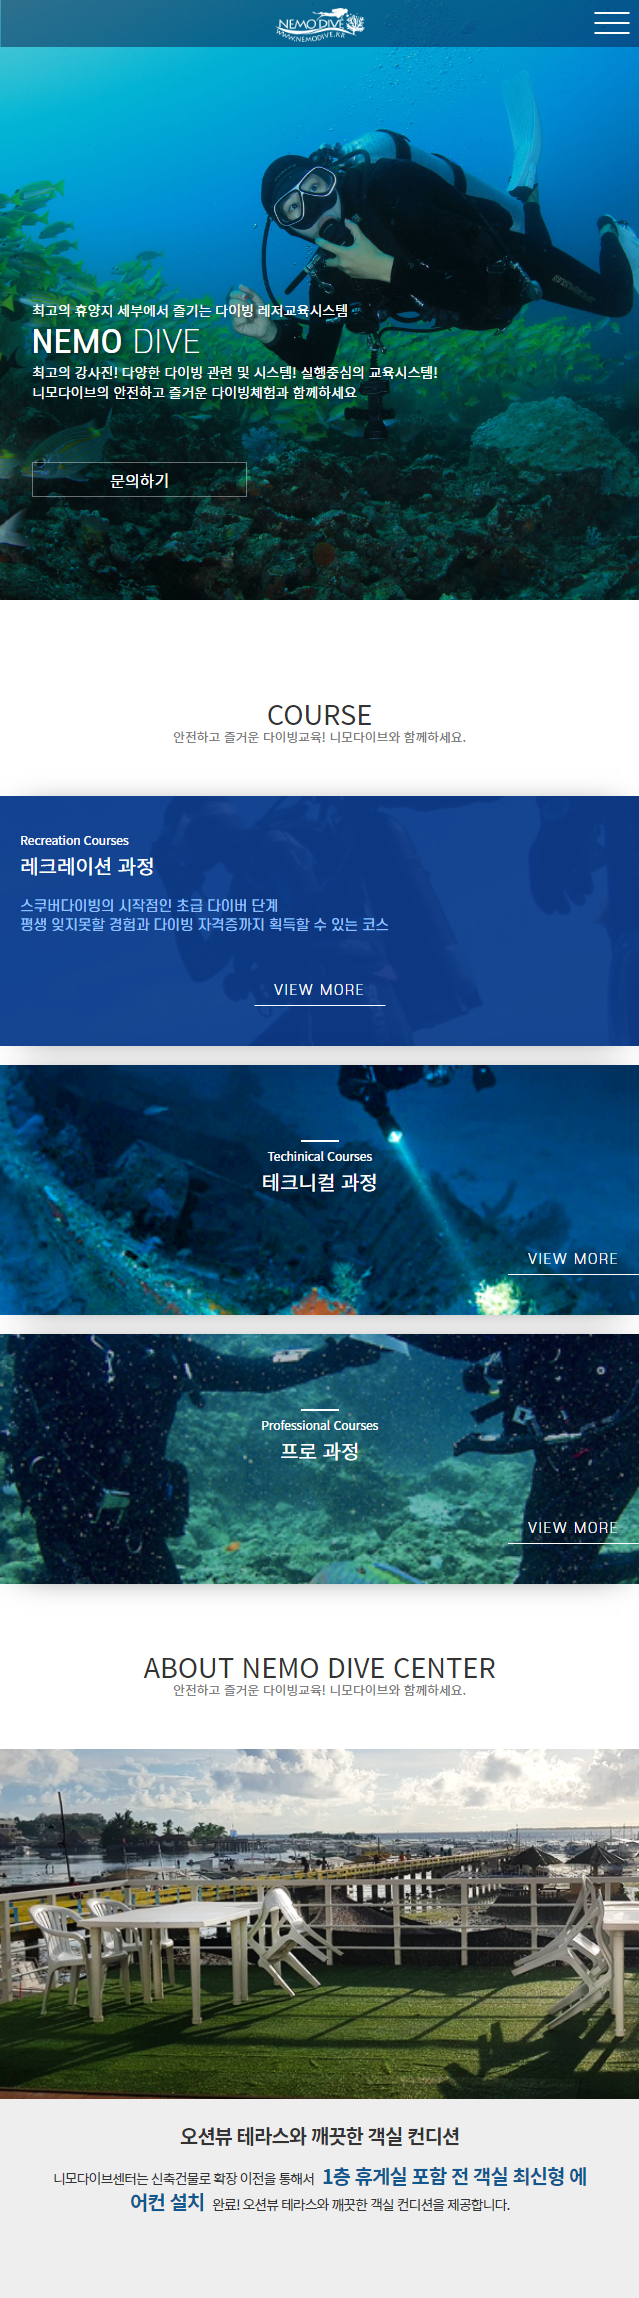 NEMO DIVE
WWW.NEMODIVE.KR
최고의 휴양지 세부에서 즐기는 다이빙 레저교육시스템
NEMO DIVE
최고의 강사진! 다양한 다이빙 관련 및 시스템! 실행중심의 교육시스템!
니모다이브의 안전하고 즐거운 다이빙체험과 함께하세요
문의하기
COURSE
안전하고 즐거운 다이빙교육! 니모다이브와 함께하세요.
Recreation Courses
레크레이션 과정
스쿠버다이빙의 시작점인 초급 다이버 단계
평생 잊지못할 경험과 다이빙 자격증까지 획득할 수 있는 코스
VIEW MORE
Techinical Courses
테크니컬 과정
VIEW MORE
Professional Courses
프로 과정
VIEW MORE
ABOUT NEMO DIVE CENTER
안전하고 즐거운 다이빙교육! 니모다이브와 함께하세요.
오션뷰 테라스와 깨끗한 객실 컨디션
니모다이브센터는 신축건물로 확장 이전을 통해서 1층 휴게실 포함 전 객실 최신형 에
어컨 설치 완료! 오션뷰 테라스와 깨끗한 객실 컨디션을 제공합니다.